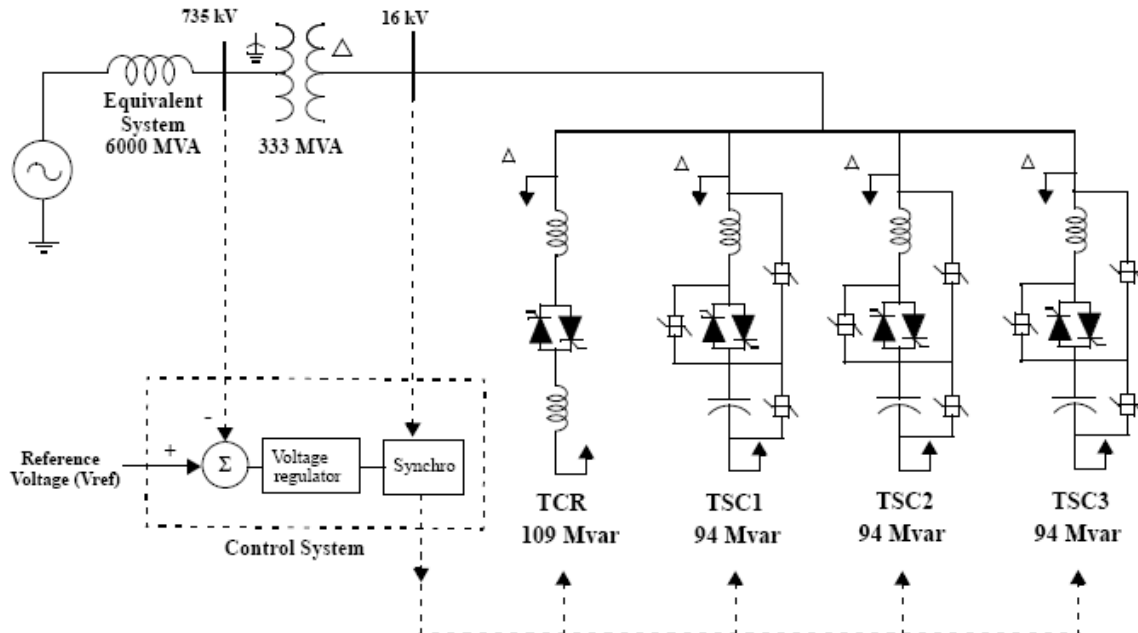 735 kV
16 kV
Δ
Equivalent
System
6000 MVA
333 MVA
Δ
Δ
Δ
Δ
-
+
Reference
Voltage (Vref)
Σ
Voltage
regulator
Synchro
Control System
TCR
109 Mvar
TSC1
94 Mvar
TSC2
94 Mvar
TSC3
94 Mvar